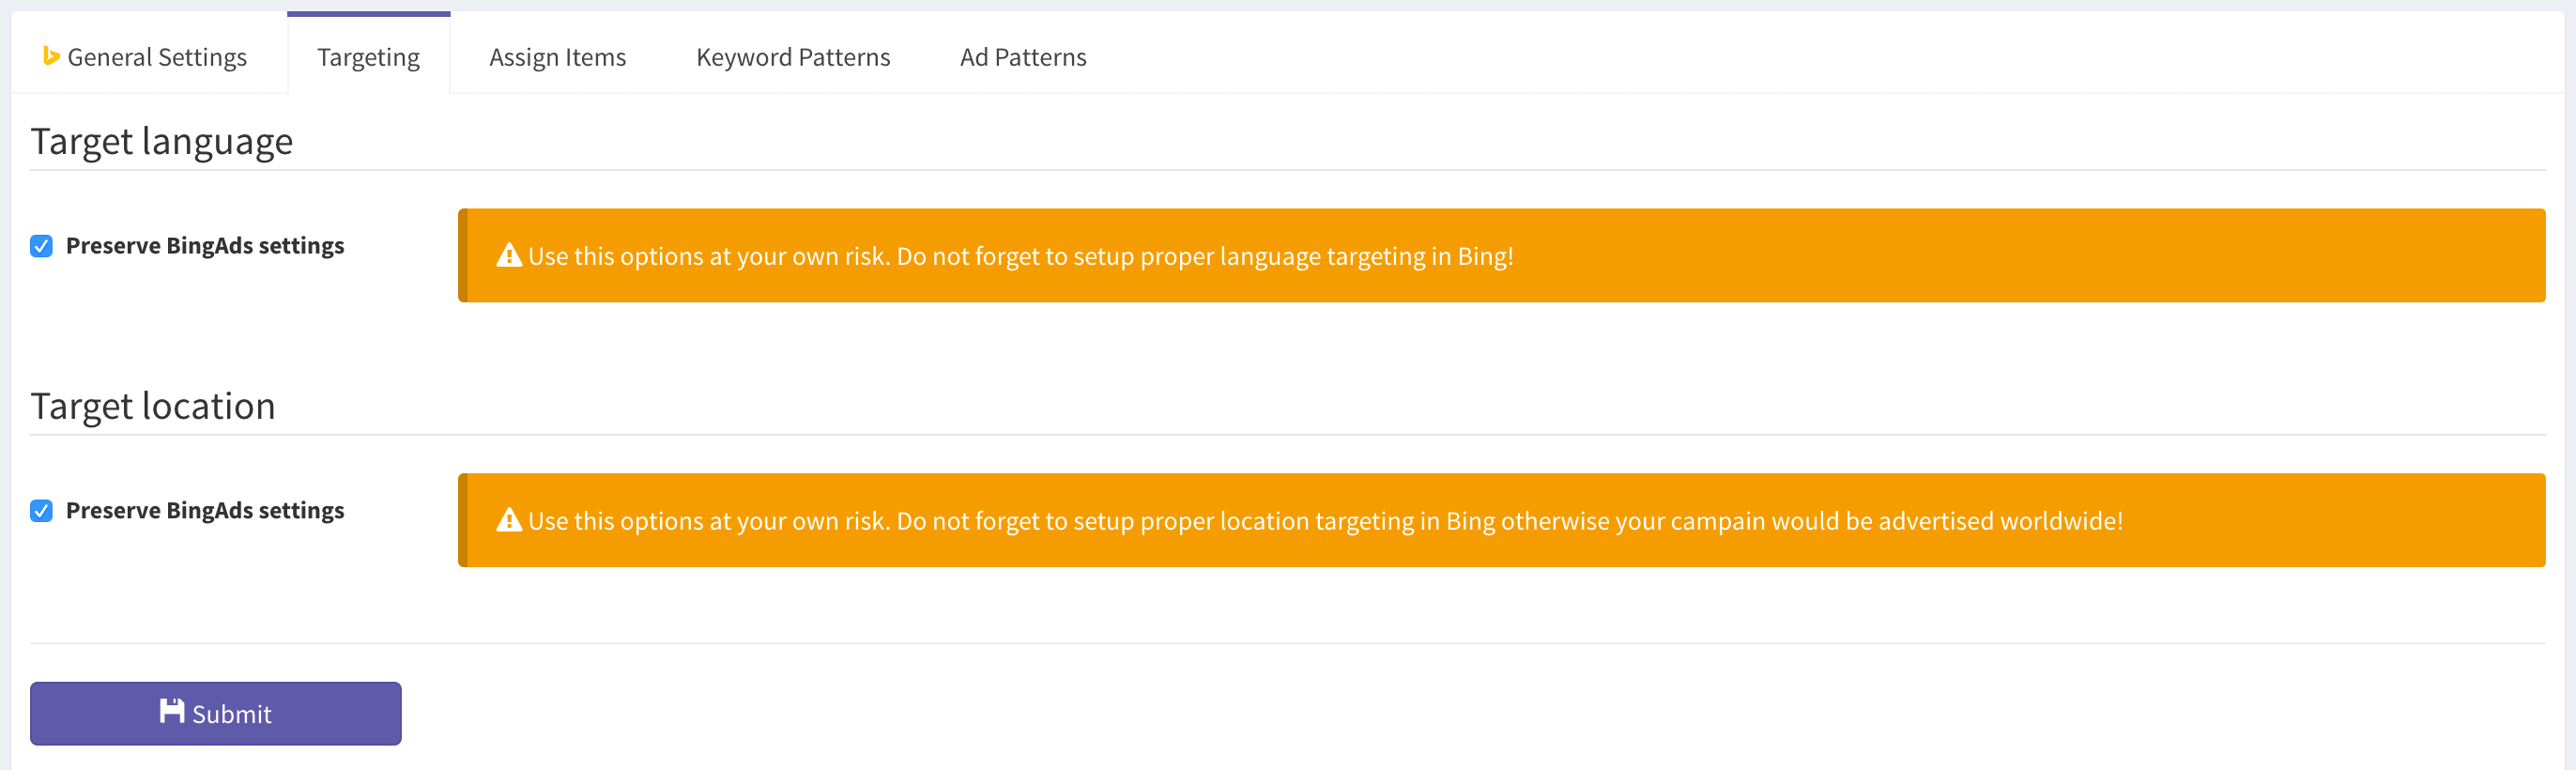 General Settings
Targeting
Assign Items
Keyword Patterns
Ad Patterns
Target language
Preserve BingAds settings
Use this options at your own risk. Do not forget to setup proper language targeting in Bing!
Target location
Preserve BingAds settings
Use this options at your own risk. Do not forget to setup proper location targeting in Bing otherwise your campain would be advertised worldwide!
Submit